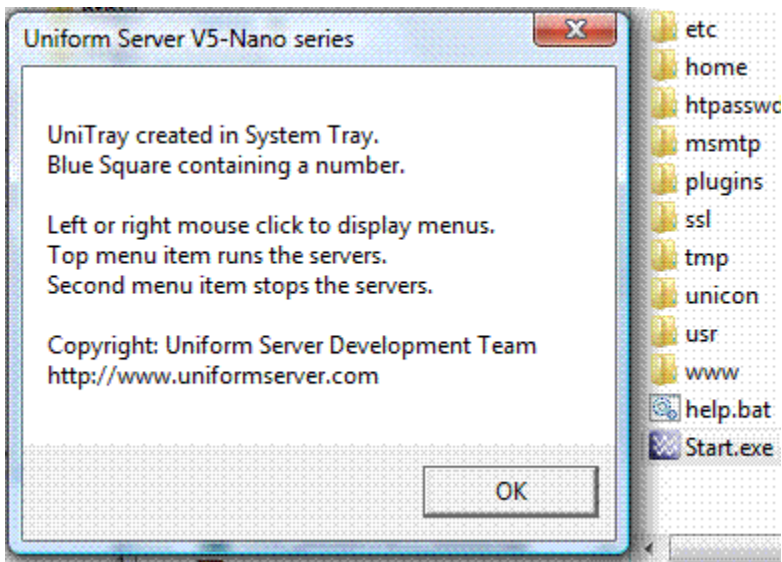 Uniform Server V5-Nano series
UniTray created in System Tray.
Blue Square containing a number.
Left or right mouse click to display menus.
Top menu item runs the servers.
Second menu item stops the servers.
Copyright: Uniform Server Development Team
http://www.uniformserver.com
OK
etc
home
htpasswd
msmtp
plugins
ssl
tmp
unicon
usr
www
help.bat
Start.exe